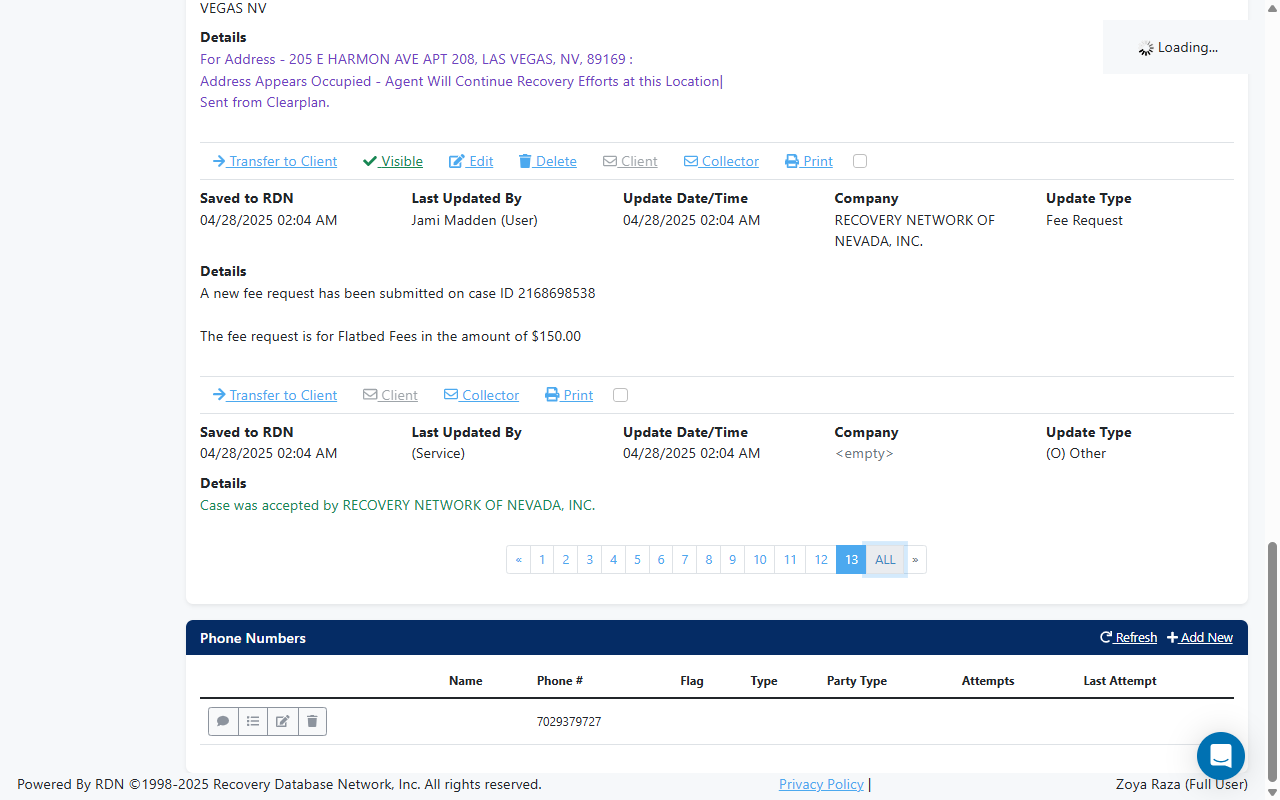 VEGAS NV
Details
For Address - 205 E HARMON AVE APT 208, LAS VEGAS, NV, 89169 :
Address Appears Occupied - Agent Will Continue Recovery Efforts at this Location|
Sent from Clearplan.
Loading...
Transfer to Client Visible Edit Delete Client Collector Print
Saved to RDN Last Updated By Update Date/Time Company Update Type
04/28/2025 02:04 AM Jami Madden (User) 04/28/2025 02:04 AM RECOVERY NETWORK OF Fee Request
NEVADA, INC.
Details
A new fee request has been submitted on case ID 2168698538
The fee request is for Flatbed Fees in the amount of $150.00
Transfer to Client Client Collector Print
Saved to RDN Last Updated By Update Date/Time Company Update Type
04/28/2025 02:04 AM (Service) 04/28/2025 02:04 AM <empty> (O) Other
Details
Case was accepted by RECOVERY NETWORK OF NEVADA, INC.
« 1 2 3 4 5 6 7 8 9 10 11 12 13 ALL »
Phone Numbers Refresh Add New
Name Phone # Flag Type Party Type Attempts Last Attempt
7029379727
Powered By RDN ©1998-2025 Recovery Database Network, Inc. All rights reserved. Privacy Policy | Zoya Raza (Full User)